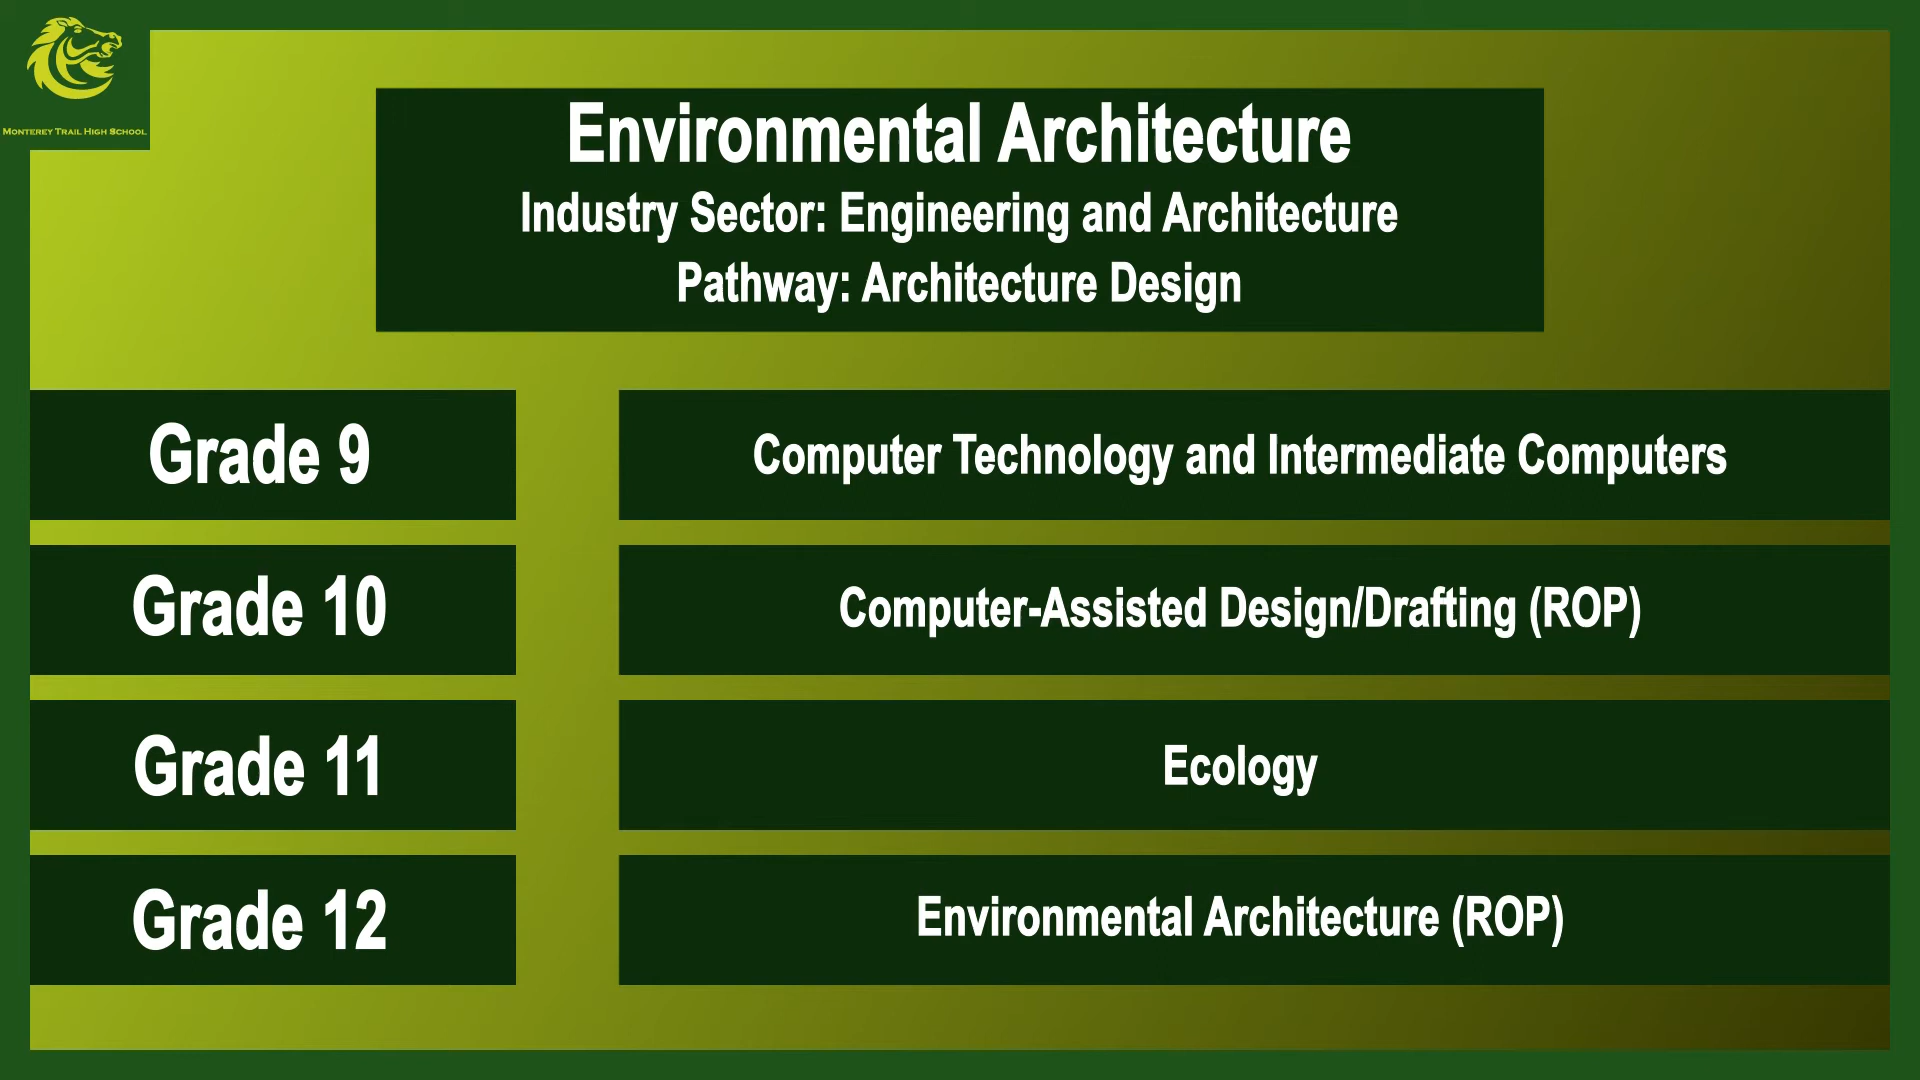 Monterey Trail High School
Environmental Architecture
Industry Sector: Engineering and Architecture
Pathway: Architecture Design
Grade 9
Computer Technology and Intermediate Computers
Grade 10
Computer-Assisted Design/Drafting (ROP)
Grade 11
Ecology
Grade 12
Environmental Architecture (ROP)